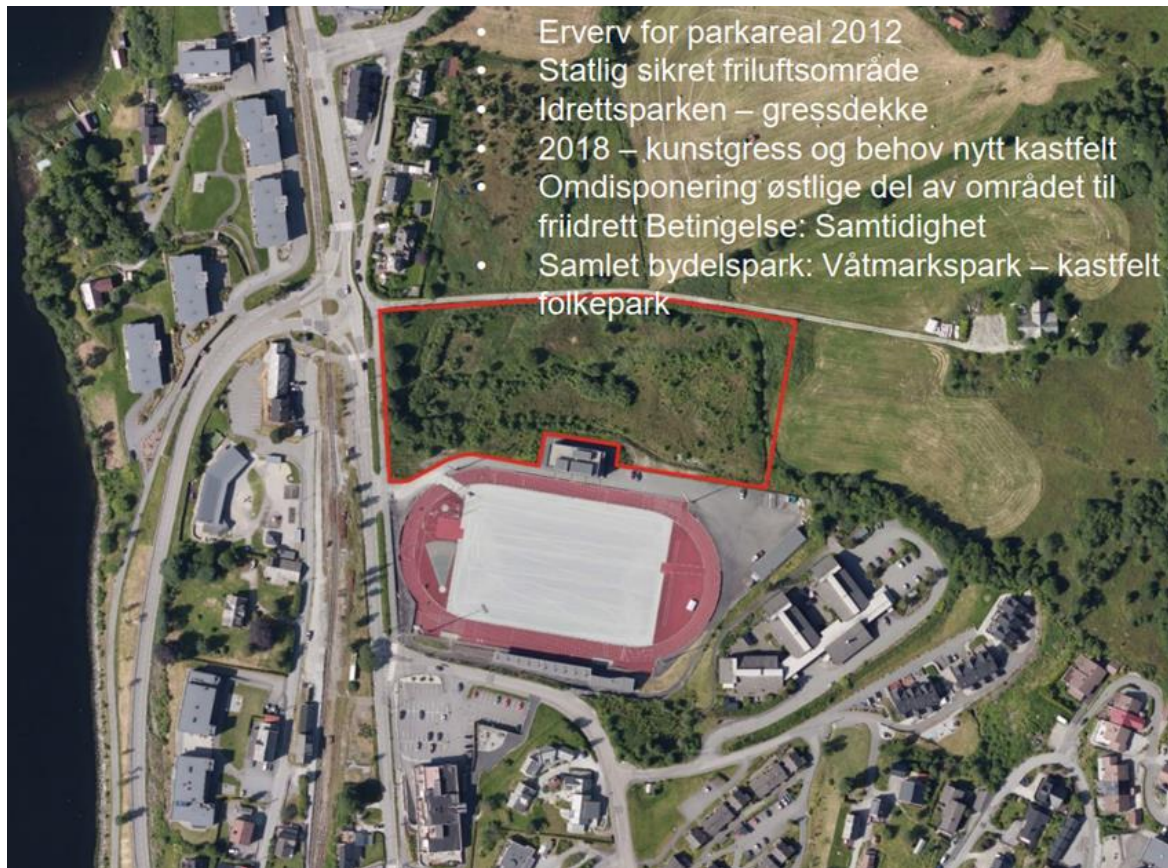 • Erverv for parkareal 2012
• Statlig sikret friluftsområde
• Idrettsparken – gressdekke
• 2018 – kunstgress og behov nytt kastfelt
• Omdisponering østlige del av området til
friidrett Betingelse: Samtidighet
• Samlet bydelspark: Våtmarkspark – kastfelt
folkepark